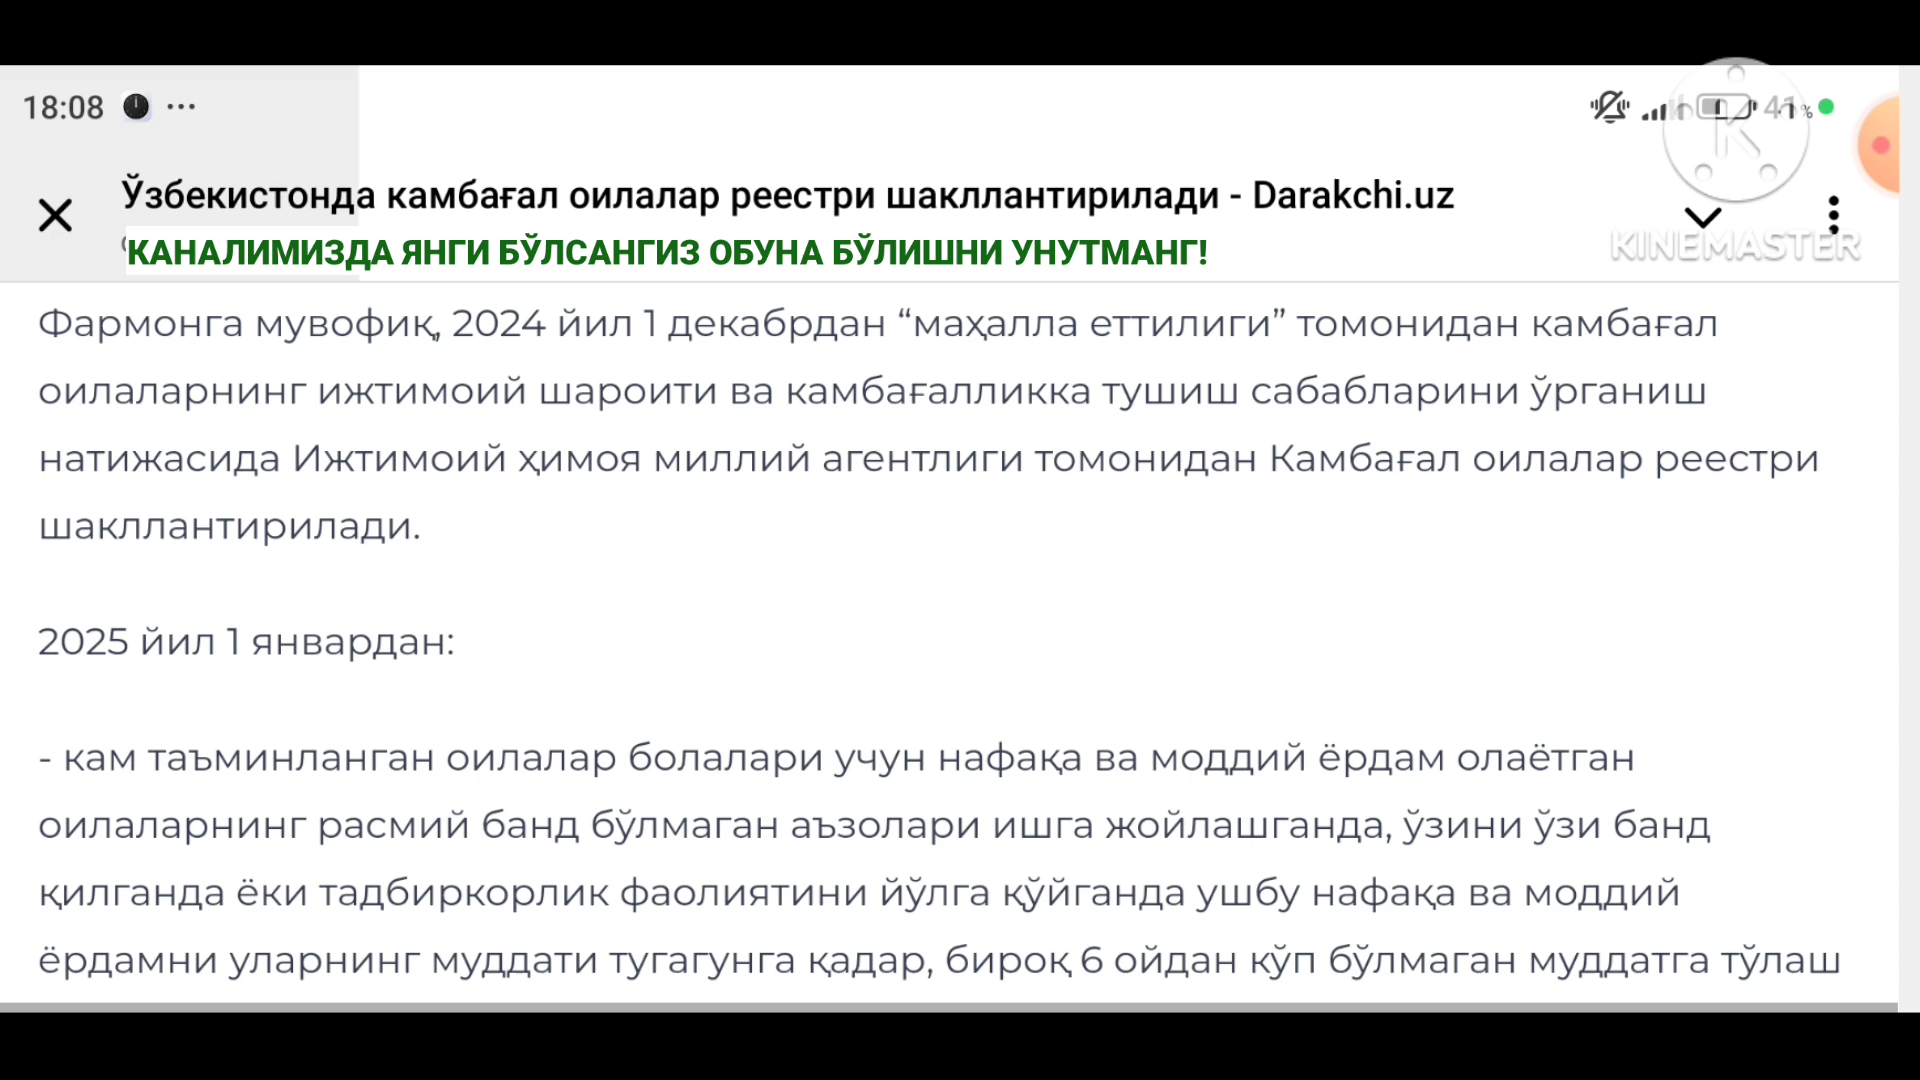 18:08
41%
Ўзбекистонда камбағал оилалар реестри шакллантирилади - Darakchi.uz
КАНАЛИМИЗДА ЯНГИ БЎЛСАНГИЗ ОБУНА БЎЛИШНИ УНУТМАНГ!
KINEMASTER
Фармонга мувофиқ, 2024 йил 1 декабрдан “маҳалла еттилиги” томонидан камбағал
оилаларнинг ижтимоий шароити ва камбағалликка тушиш сабабларини ўрганиш
натижасида Ижтимоий ҳимоя миллий агентлиги томонидан Камбағал оилалар реестри
шакллантирилади.
2025 йил 1 январдан:
- кам таъминланган оилалар болалари учун нафақа ва моддий ёрдам олаётган
оилаларнинг расмий банд бўлмаган аъзолари ишга жойлашганда, ўзини ўзи банд
қилганда ёки тадбиркорлик фаолиятини йўлга қўйганда ушбу нафақа ва моддий
ёрдамни уларнинг муддати тугагунга қадар, бироқ 6 ойдан кўп бўлмаган муддатга тўлаш